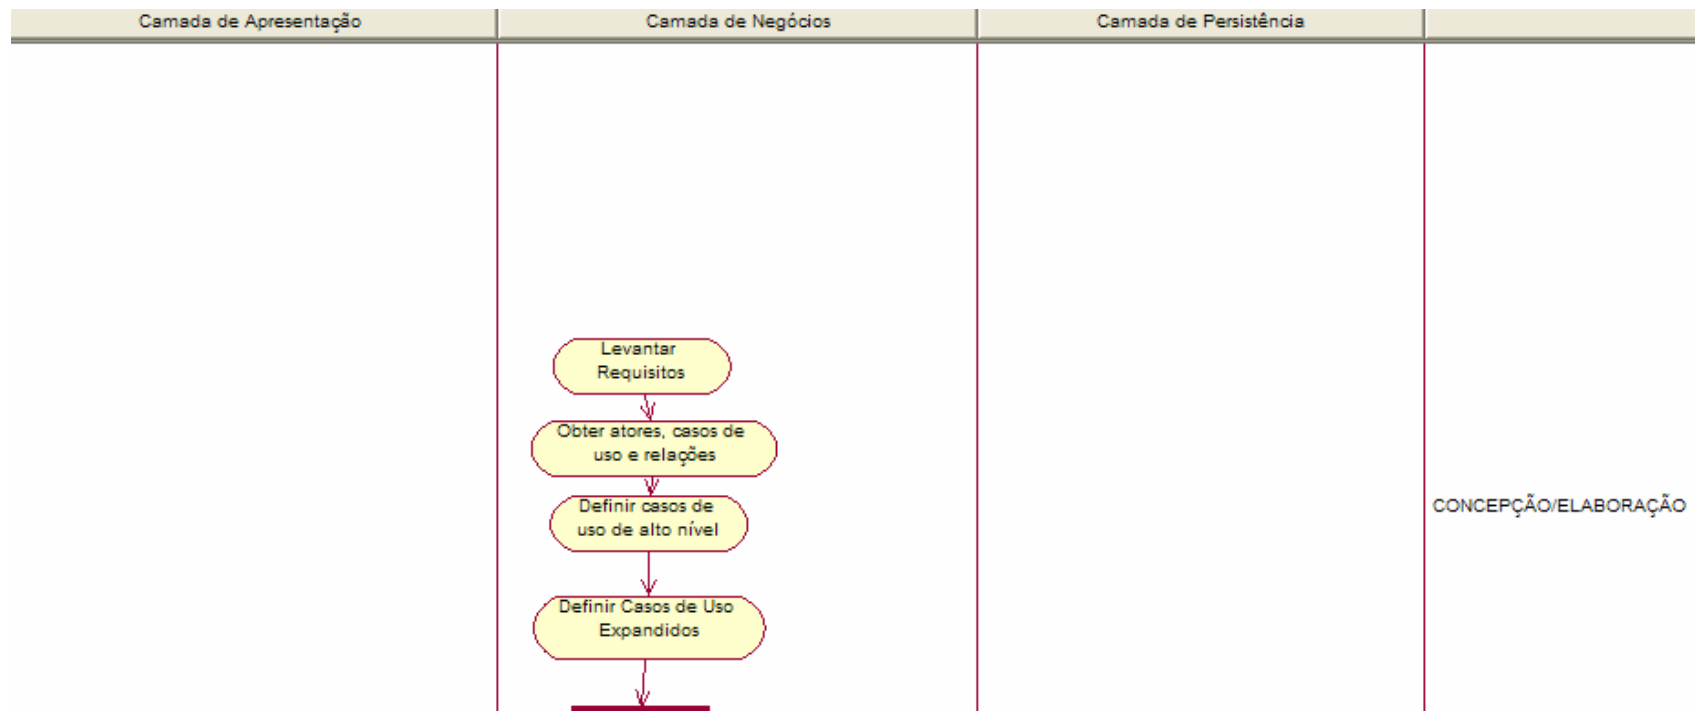 Camada de Apresentação
Camada de Negócios
Camada de Persistência
Levantar
Requisitos
Obter atores, casos de
uso e relações
Definir casos de
uso de alto nível
CONCEPÇÃO/ELABORAÇÃO
Definir Casos de Uso
Expandidos